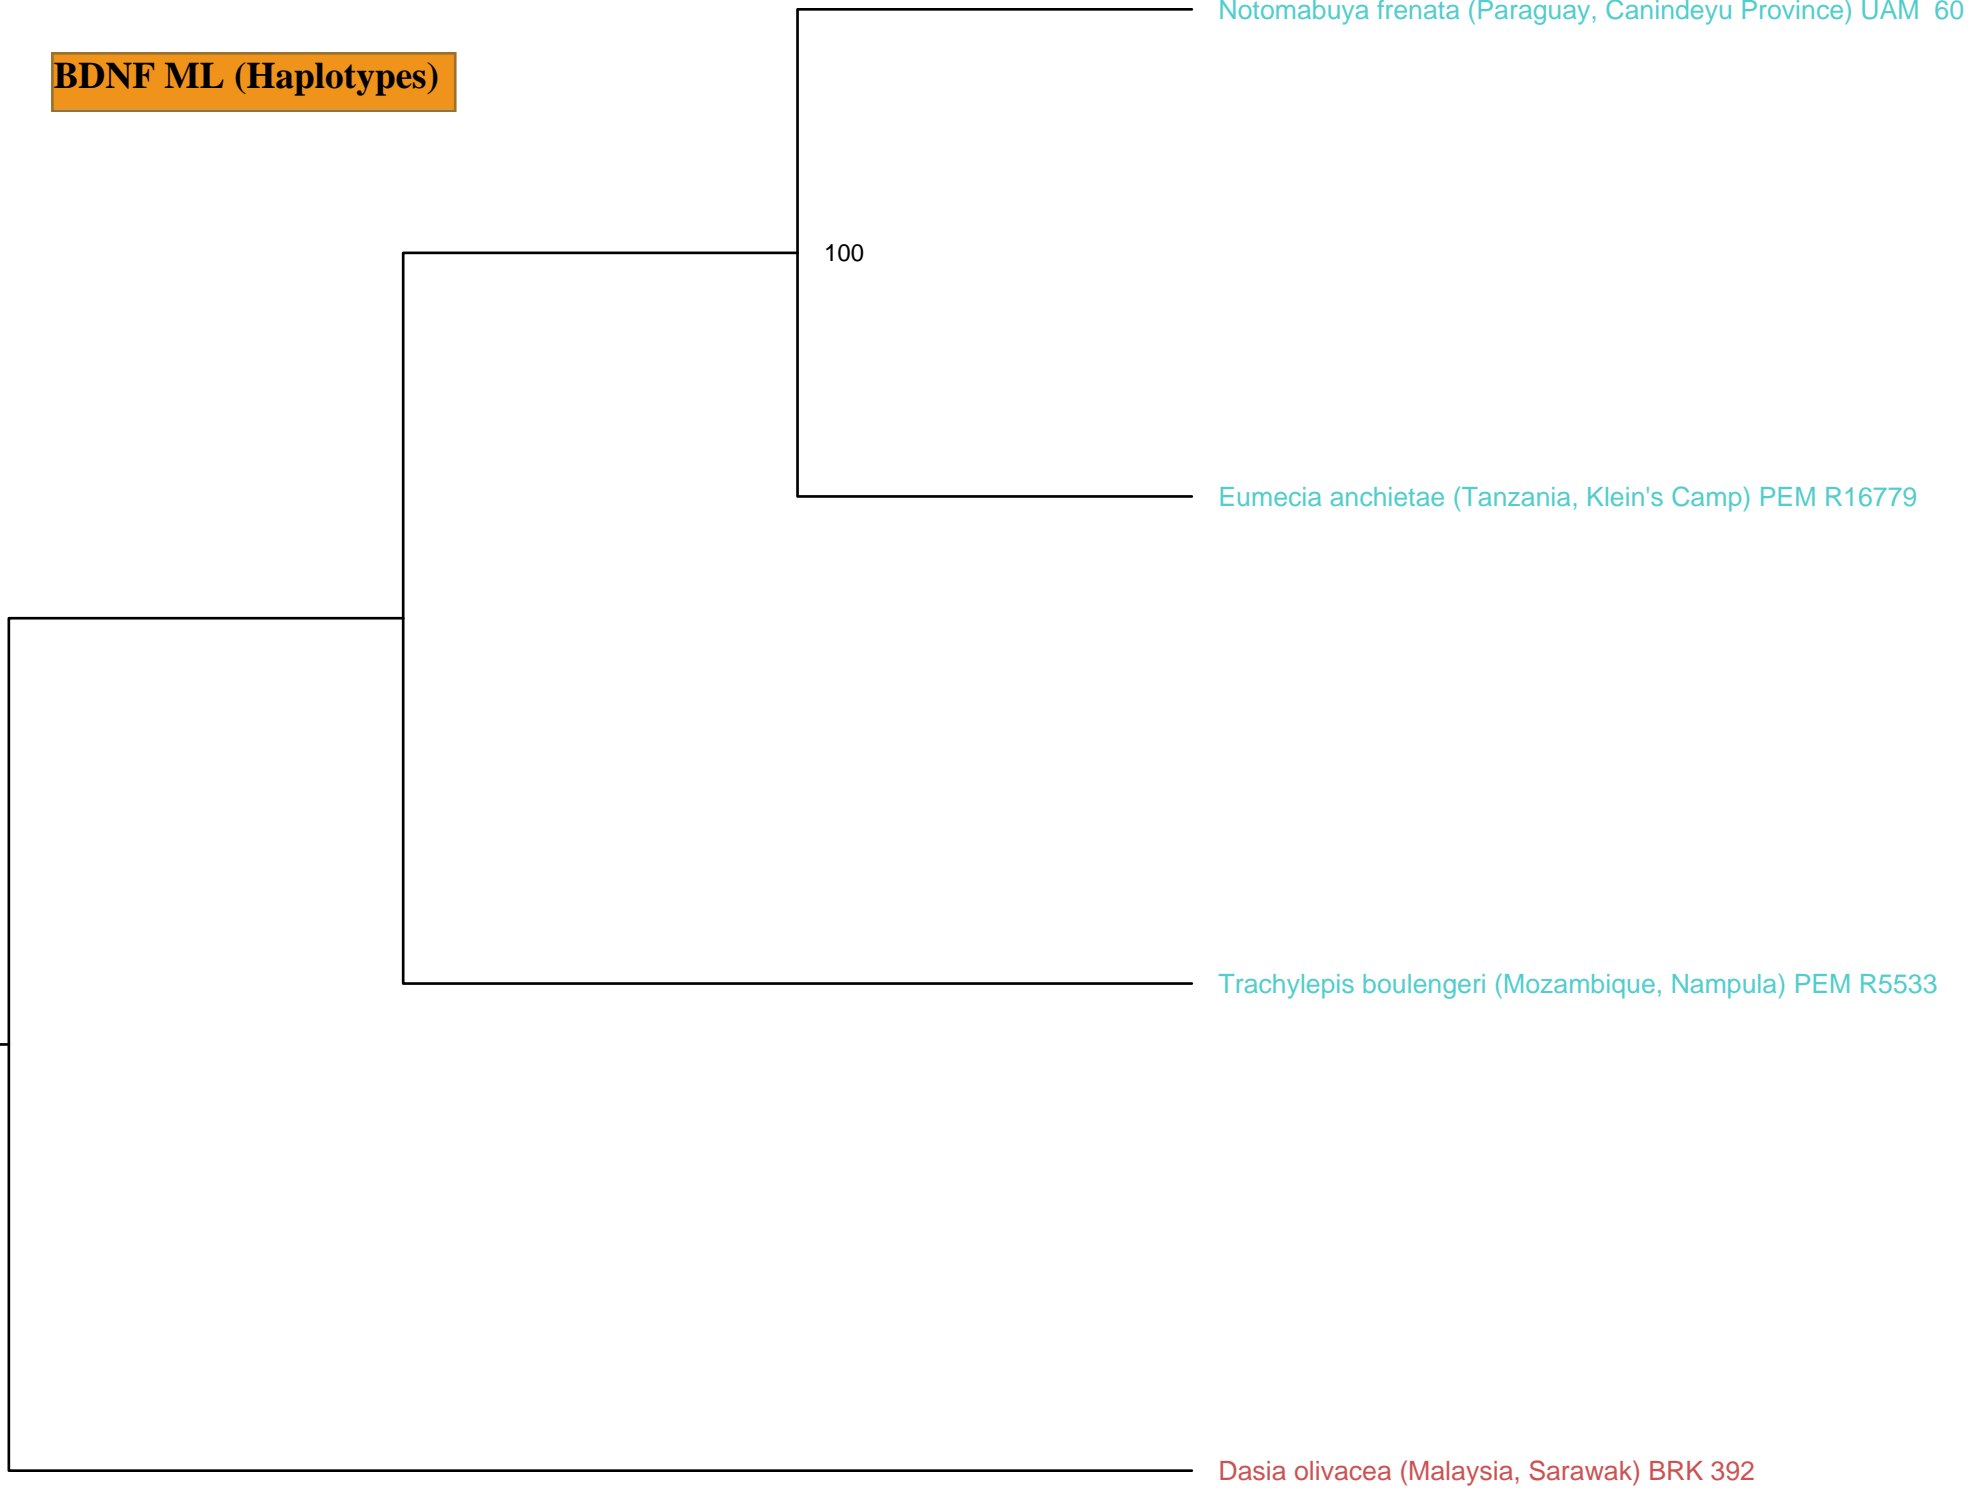 Notomabuya frenata (Paraguay, Canindeyu Province) UAM 60
BDNF ML (Haplotypes)
100
Eumecia anchietae (Tanzania, Klein's Camp) PEM R16779
Trachylepis boulengeri (Mozambique, Nampula) PEM R5533
Dasia olivacea (Malaysia, Sarawak) BRK 392